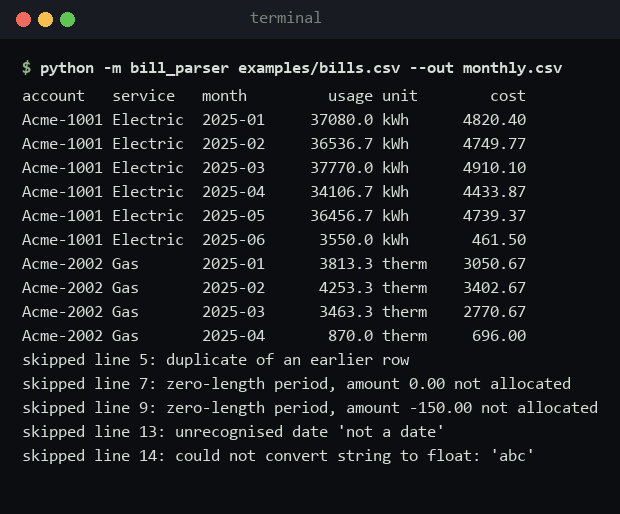 terminal
$ python -m bill_parser examples/bills.csv --out monthly.csv
account   service   month         usage unit        cost
Acme-1001 Electric  2025-01     37080.0 kWh      4820.40
Acme-1001 Electric  2025-02     36536.7 kWh      4749.77
Acme-1001 Electric  2025-03     37770.0 kWh      4910.10
Acme-1001 Electric  2025-04     34106.7 kWh      4433.87
Acme-1001 Electric  2025-05     36456.7 kWh      4739.37
Acme-1001 Electric  2025-06      3550.0 kWh       461.50
Acme-2002 Gas       2025-01      3813.3 therm    3050.67
Acme-2002 Gas       2025-02      4253.3 therm    3402.67
Acme-2002 Gas       2025-03      3463.3 therm    2770.67
Acme-2002 Gas       2025-04       870.0 therm     696.00
skipped line 5: duplicate of an earlier row
skipped line 7: zero-length period, amount 0.00 not allocated
skipped line 9: zero-length period, amount -150.00 not allocated
skipped line 13: unrecognised date 'not a date'
skipped line 14: could not convert string to float: 'abc'